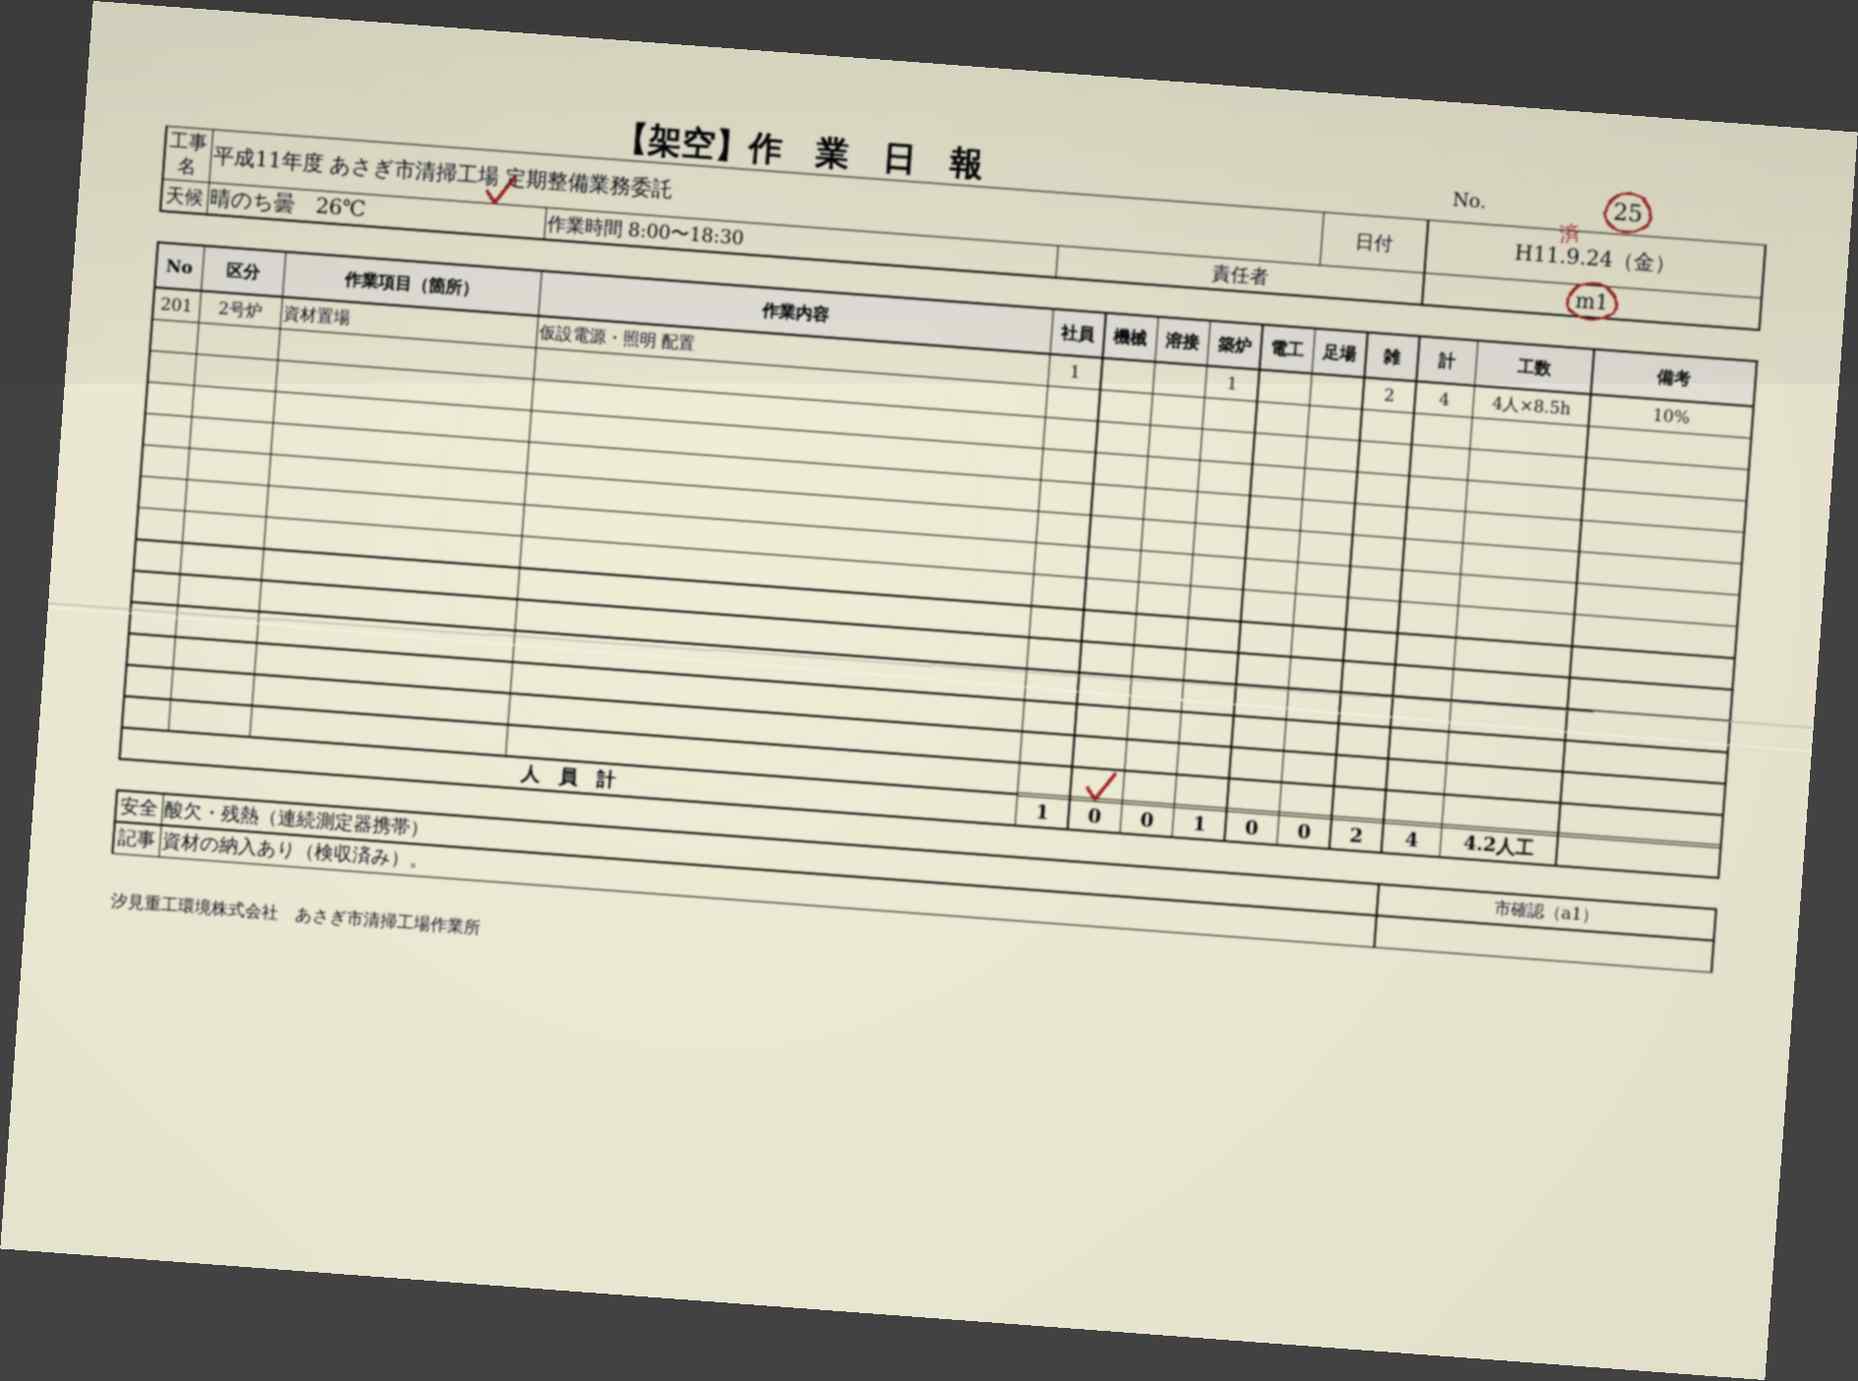 【架空】作 業 日 報
No. 25
工事名 平成11年度 あさぎ市清掃工場 定期整備業務委託 日付 H11.9.24（金）
済
天候 晴のち曇 26℃ 作業時間 8:00〜18:30 責任者 m1
No 区分 作業項目（箇所） 作業内容 社員 機械 溶接 築炉 電工 足場 雑 計 工数 備考
201 2号炉 資材置場 仮設電源・照明 配置 1 1 2 4 4人×8.5h 10%
人 員 計 1 0 0 1 0 0 2 4 4.2人工
安全 酸欠・残熱（連続測定器携帯） 市確認（a1）
記事 資材の納入あり（検収済み）。
汐見重工環境株式会社 あさぎ市清掃工場作業所